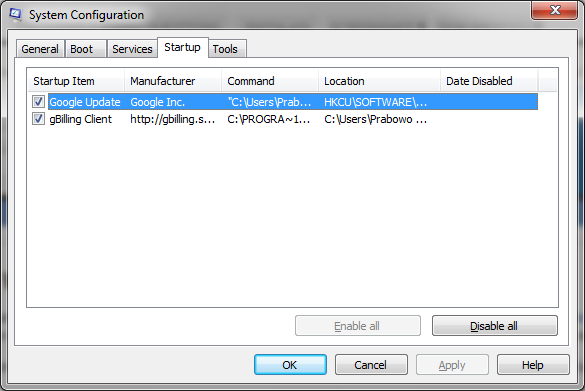 System Configuration
General Boot Services Startup Tools
Startup Item Manufacturer Command Location Date Disabled
Google Update Google Inc. "C:\Users\Prab... HKCU\SOFTWARE\...
gBilling Client http://gbilling.s... C:\PROGRA~1... C:\Users\Prabowo ...
Enable all Disable all
OK Cancel Apply Help